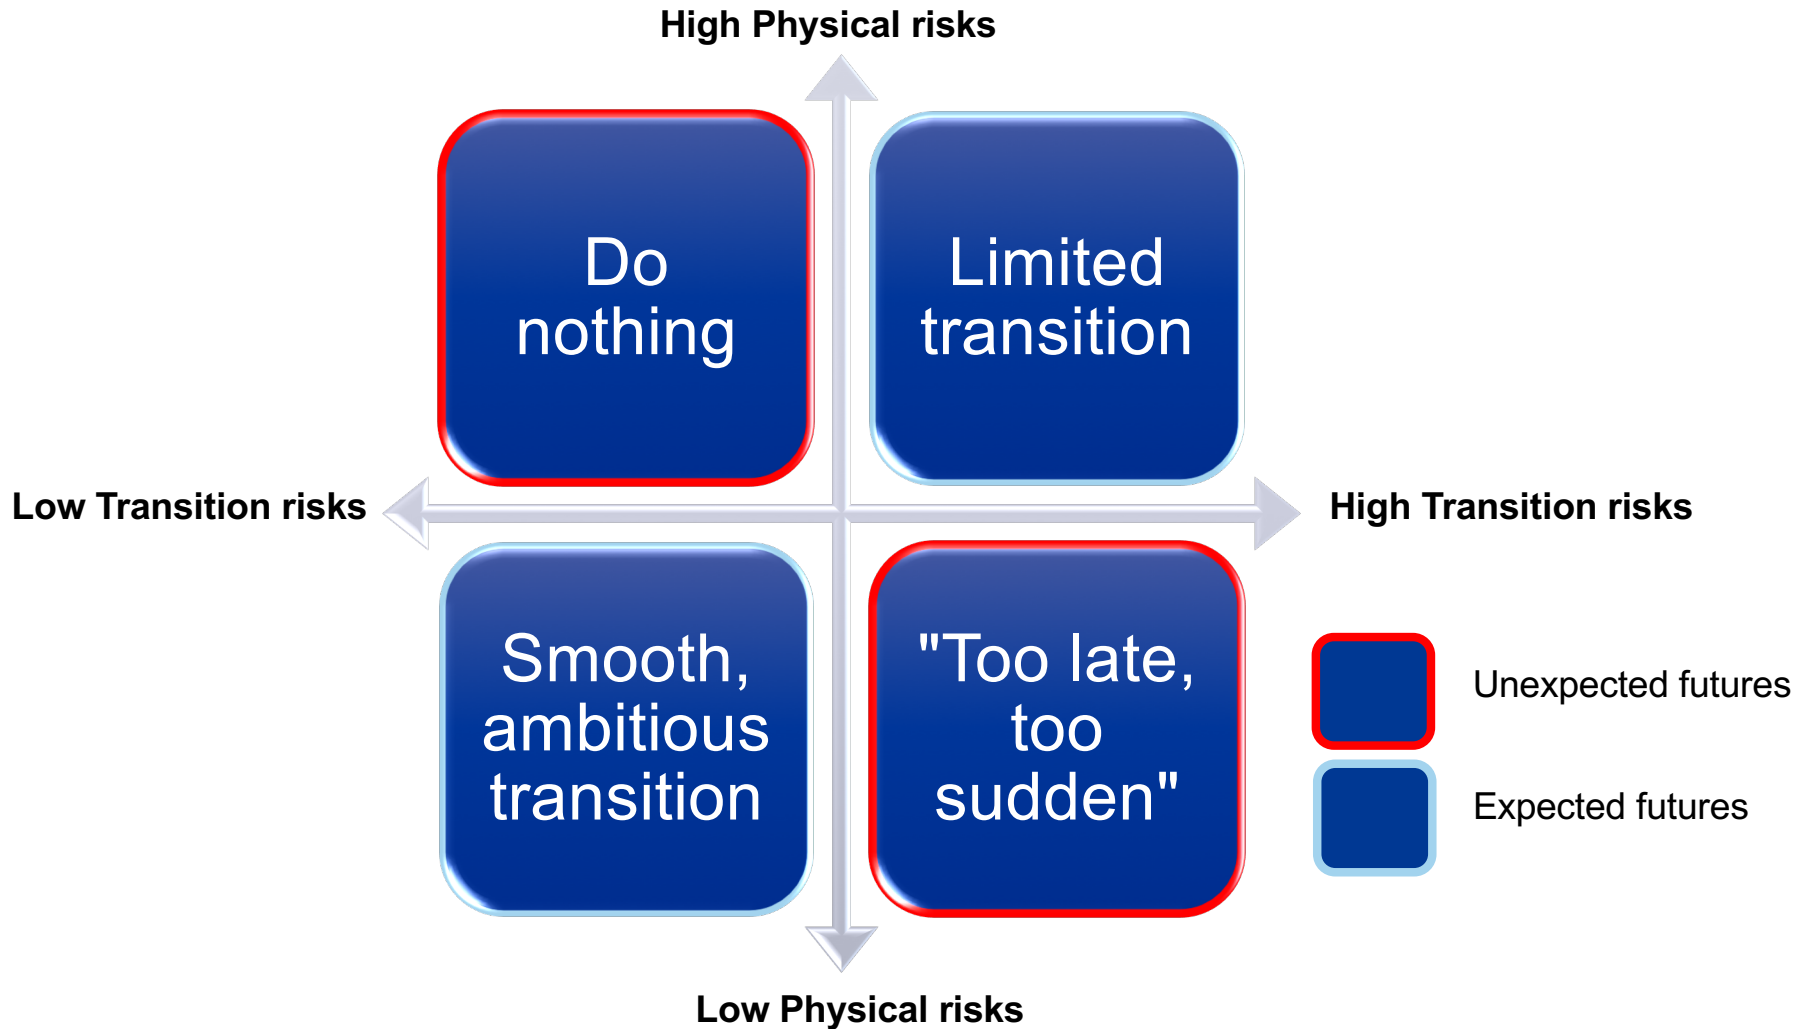 High Physical risks
Do
nothing
Limited
transition
Low Transition risks
High Transition risks
Smooth,
ambitious
transition
"Too late,
too
sudden"
Unexpected futures
Expected futures
Low Physical risks